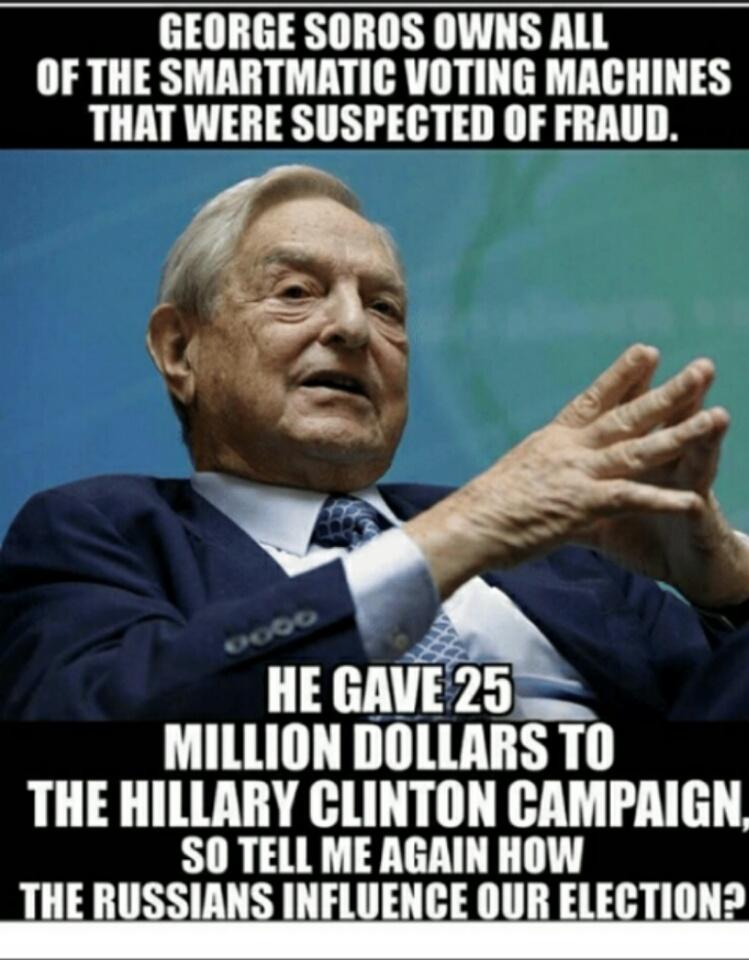 GEORGE SOROS OWNS ALL
OF THE SMARTMATIC VOTING MACHINES
THAT WERE SUSPECTED OF FRAUD.
HE GAVE 25
MILLION DOLLARS TO
THE HILLARY CLINTON CAMPAIGN,
SO TELL ME AGAIN HOW
THE RUSSIANS INFLUENCE OUR ELECTION?